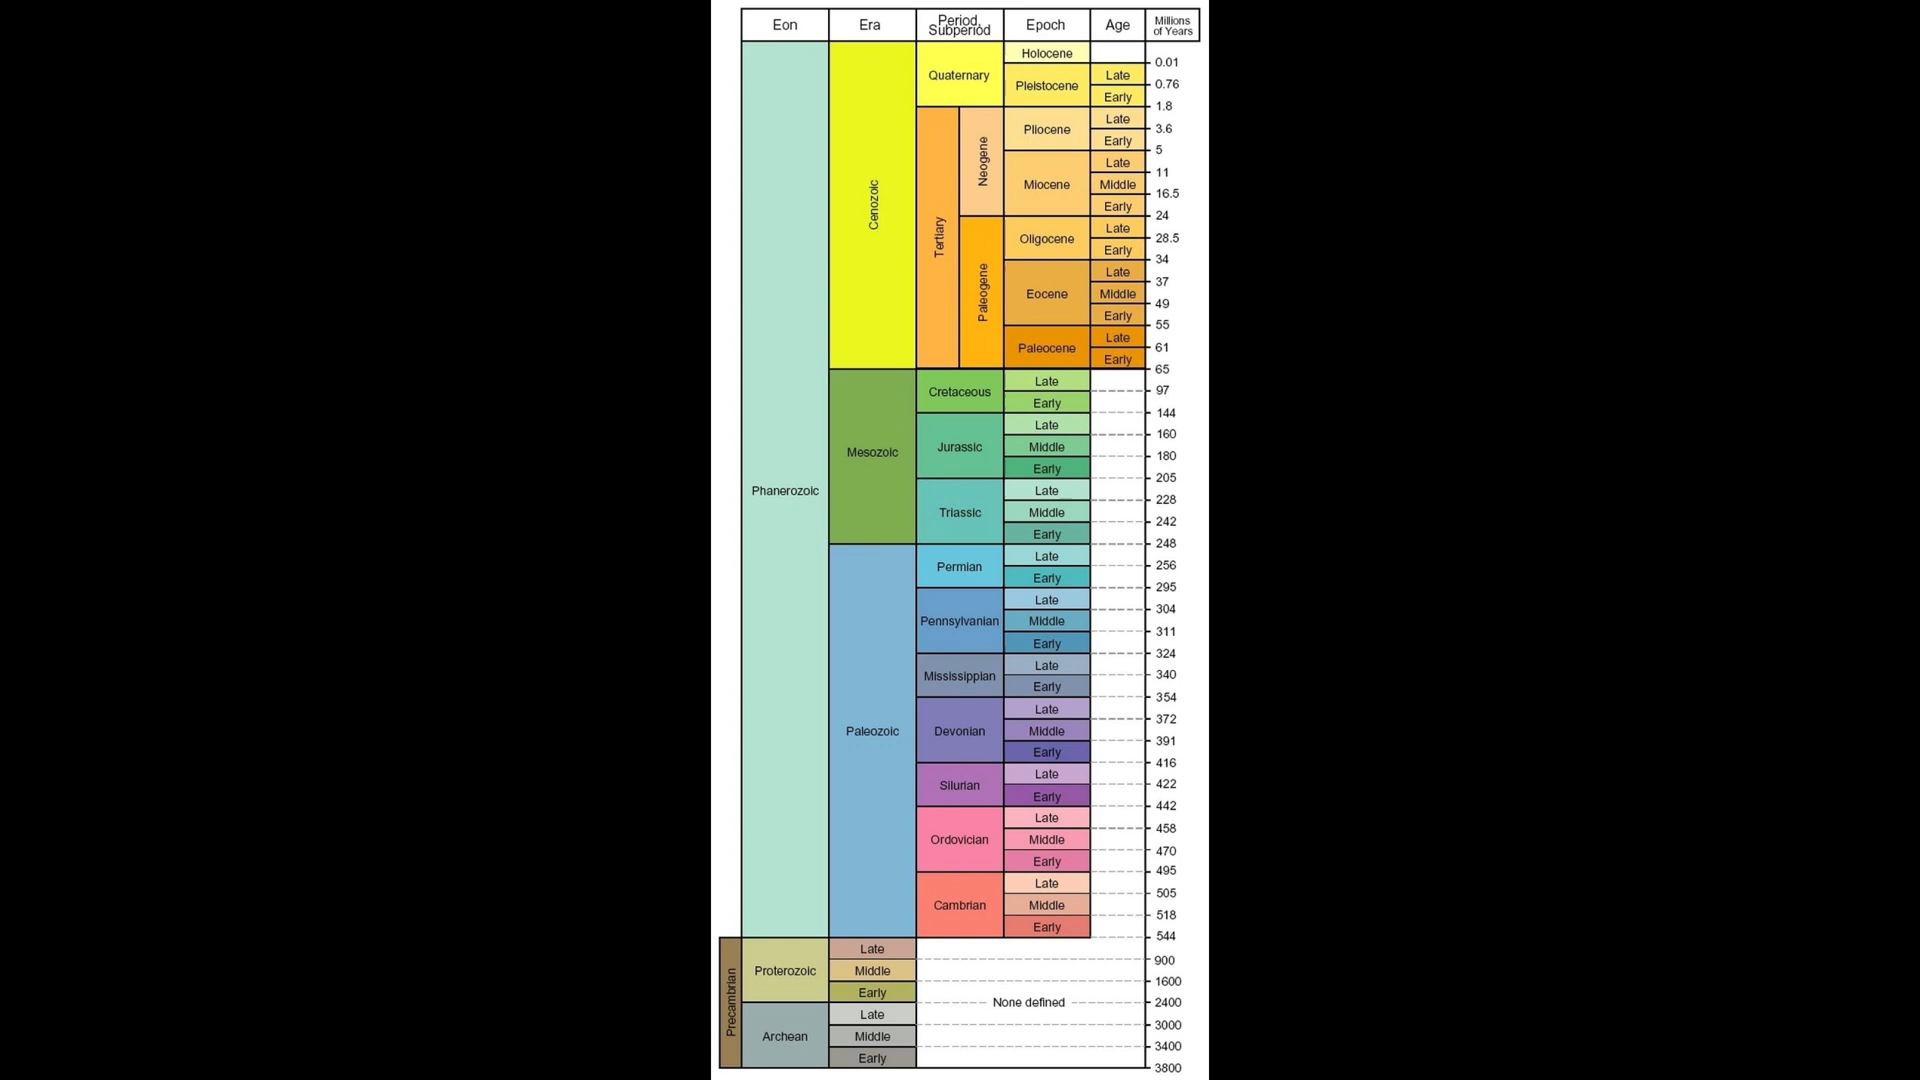 Eon
Era
Period,
Subperiod
Epoch
Age
Millions
of Years
Phanerozoic
Cenozoic
Quaternary
Holocene
0.01
Pleistocene
Late
0.76
Early
1.8
Tertiary
Neogene
Pliocene
Late
3.6
Early
5
Miocene
Late
11
Middle
16.5
Early
24
Paleogene
Oligocene
Late
28.5
Early
34
Eocene
Late
37
Middle
49
Early
55
Paleocene
Late
61
Early
65
Mesozoic
Cretaceous
Late
97
Early
144
Jurassic
Late
160
Middle
180
Early
205
Triassic
Late
228
Middle
242
Early
248
Paleozoic
Permian
Late
256
Early
295
Pennsylvanian
Late
304
Middle
311
Early
324
Mississippian
Late
340
Early
354
Devonian
Late
372
Middle
391
Early
416
Silurian
Late
422
Early
442
Ordovician
Late
458
Middle
470
Early
495
Cambrian
Late
505
Middle
518
Early
544
Precambrian
Proterozoic
Late
900
Middle
1600
Early
2400
None defined
Archean
Late
3000
Middle
3400
Early
3800